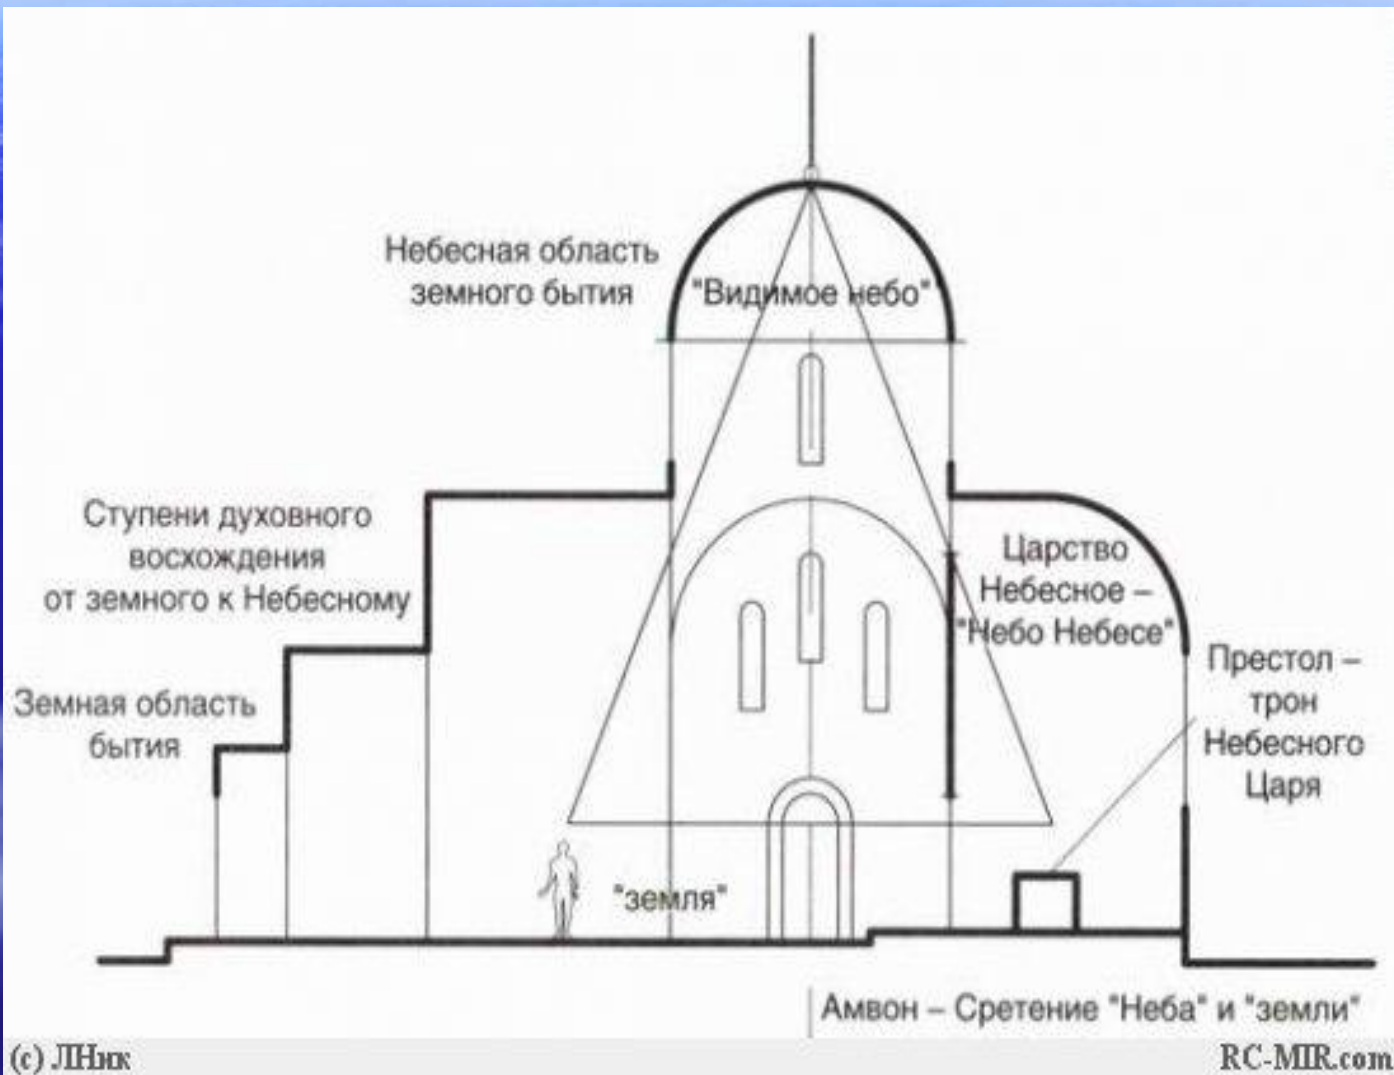 Небесная область
земного бытия
"Видимое небо"
Ступени духовного
восхождения
от земного к Небесному
Царство
Небесное –
"Небо Небесе"
Престол –
трон
Небесного
Царя
Земная область
бытия
"земля"
Амвон – Сретение "Неба" и "земли"
(c) ЛНик
RC-MIR.com